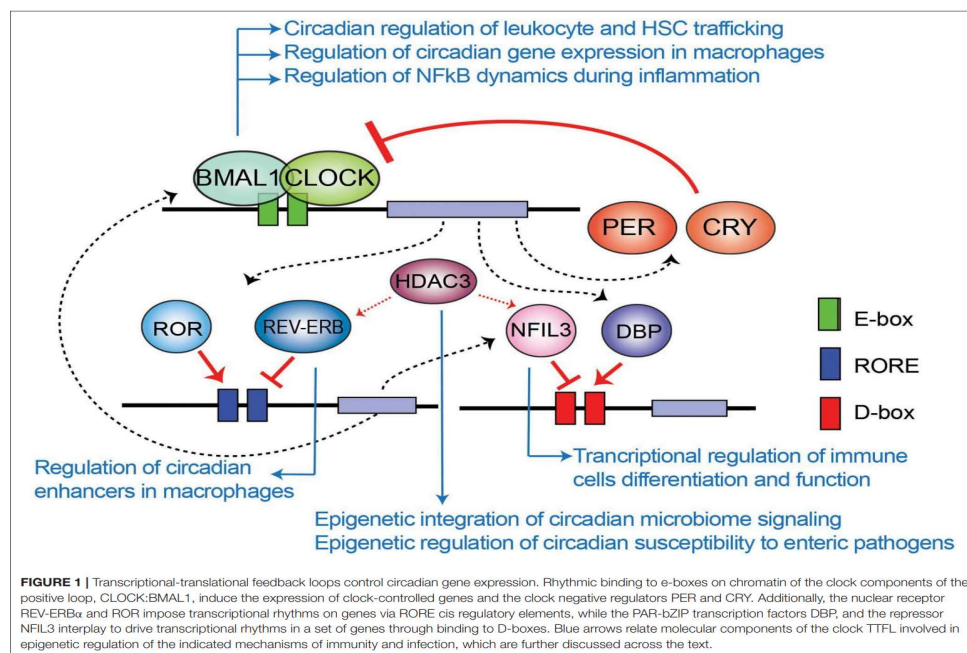 Circadian regulation of leukocyte and HSC trafficking
Regulation of circadian gene expression in macrophages
Regulation of NFkB dynamics during inflammation
BMAL1 CLOCK
PER CRY
HDAC3
ROR REV-ERB NFIL3 DBP
E-box
RORE
D-box
Regulation of circadian
enhancers in macrophages
Trancriptional regulation of immune
cells differentiation and function
Epigenetic integration of circadian microbiome signaling
Epigenetic regulation of circadian susceptibility to enteric pathogens
FIGURE 1 | Transcriptional-translational feedback loops control circadian gene expression. Rhythmic binding to e-boxes on chromatin of the clock components of the
positive loop, CLOCK:BMAL1, induce the expression of clock-controlled genes and the clock negative regulators PER and CRY. Additionally, the nuclear receptor
REV-ERBα and ROR impose transcriptional rhythms on genes via RORE cis regulatory elements, while the PAR-bZIP transcription factors DBP, and the repressor
NFIL3 interplay to drive transcriptional rhythms in a set of genes through binding to D-boxes. Blue arrows relate molecular components of the clock TTFL involved in
epigenetic regulation of the indicated mechanisms of immunity and infection, which are further discussed across the text.